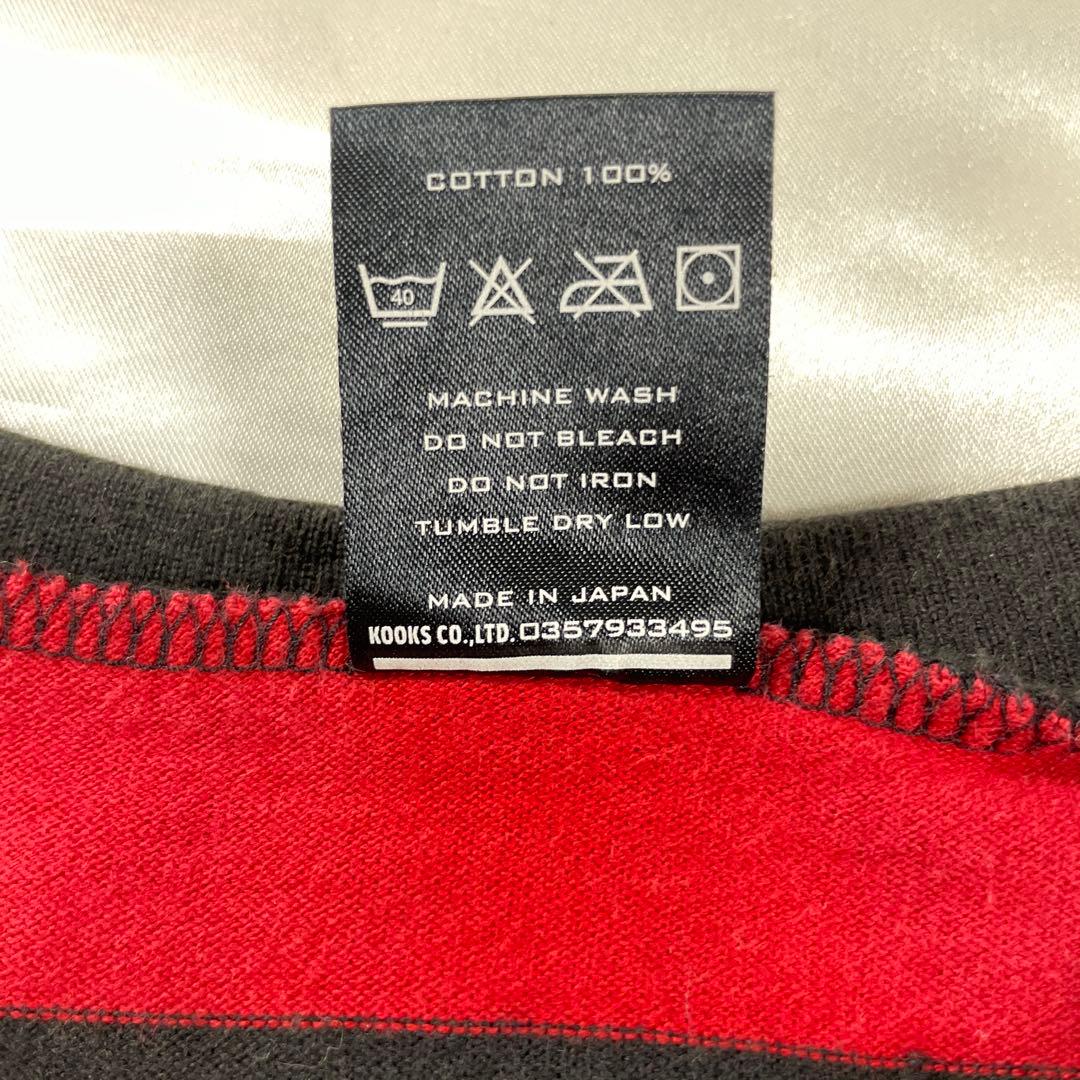 COTTON 100%
40
MACHINE WASH
DO NOT BLEACH
DO NOT IRON
TUMBLE DRY LOW
MADE IN JAPAN
KOOKS CO.,LTD. 0357933495